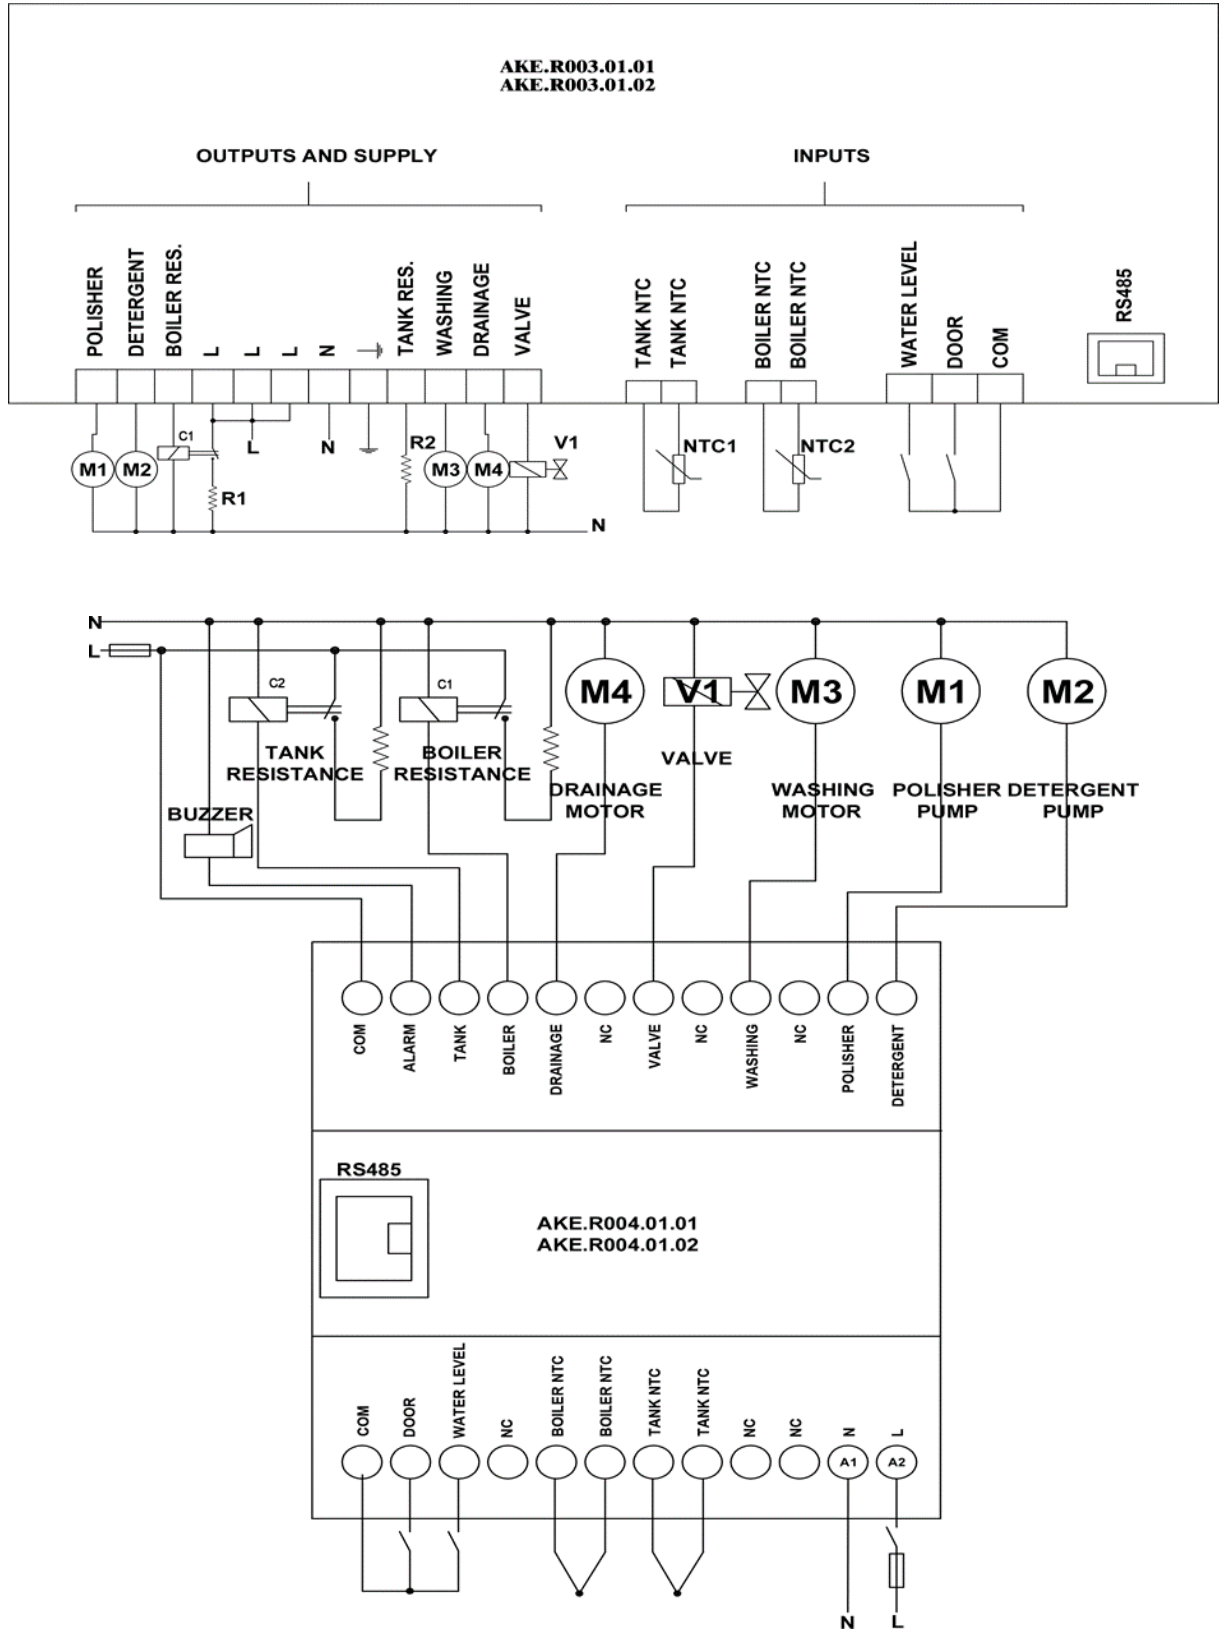 AKE.R003.01.01
AKE.R003.01.02
OUTPUTS AND SUPPLY
INPUTS
POLISHER
DETERGENT
BOILER RES.
L
L
L
N
TANK RES.
WASHING
DRAINAGE
VALVE
TANK NTC
TANK NTC
BOILER NTC
BOILER NTC
WATER LEVEL
DOOR
COM
RS485
M1
M2
C1
R1
L
N
R2
M3
M4
V1
NTC1
NTC2
N
N
L
C2
C1
M4
V1
M3
M1
M2
TANK
RESISTANCE
BOILER
RESISTANCE
DRAINAGE
MOTOR
VALVE
WASHING
MOTOR
POLISHER
PUMP
DETERGENT
PUMP
BUZZER
COM
ALARM
TANK
BOILER
DRAINAGE
NC
VALVE
NC
WASHING
NC
POLISHER
DETERGENT
RS485
AKE.R004.01.01
AKE.R004.01.02
COM
DOOR
WATER LEVEL
NC
BOILER NTC
BOILER NTC
TANK NTC
TANK NTC
NC
NC
N
L
A1
A2
N
L